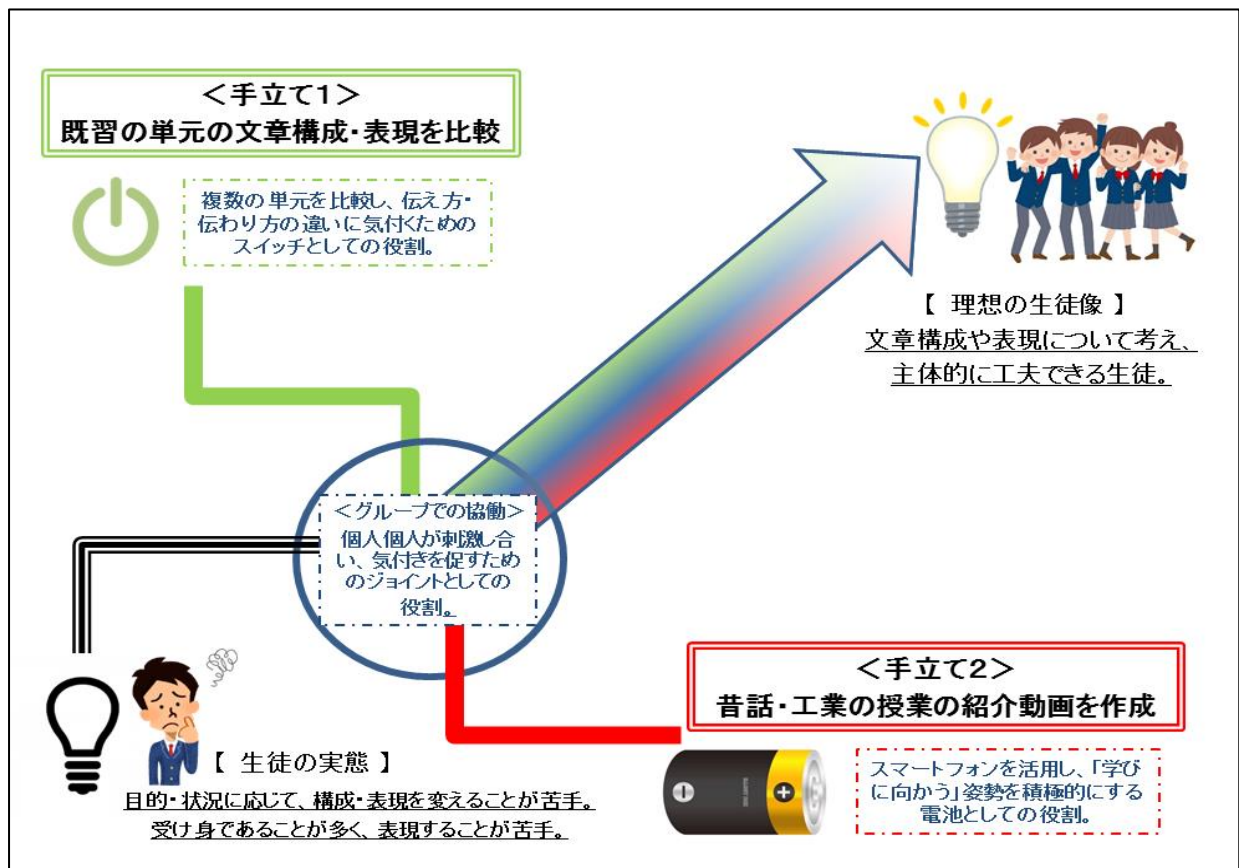 ＜手立て1＞
既習の単元の文章構成・表現を比較
複数の単元を比較し、伝え方・
伝わり方の違いに気付くための
スイッチとしての役割。
【 理想の生徒像 】
文章構成や表現について考え、
主体的に工夫できる生徒。
＜グループでの協働＞
個人個人が刺激し合
い、気付きを促すため
のジョイントとしての
役割。
【 生徒の実態 】
目的・状況に応じて、構成・表現を変えることが苦手。
受け身であることが多く、表現することが苦手。
＜手立て2＞
昔話・工業の授業の紹介動画を作成
スマートフォンを活用し、「学び
に向かう」姿勢を積極的にする
電池としての役割。